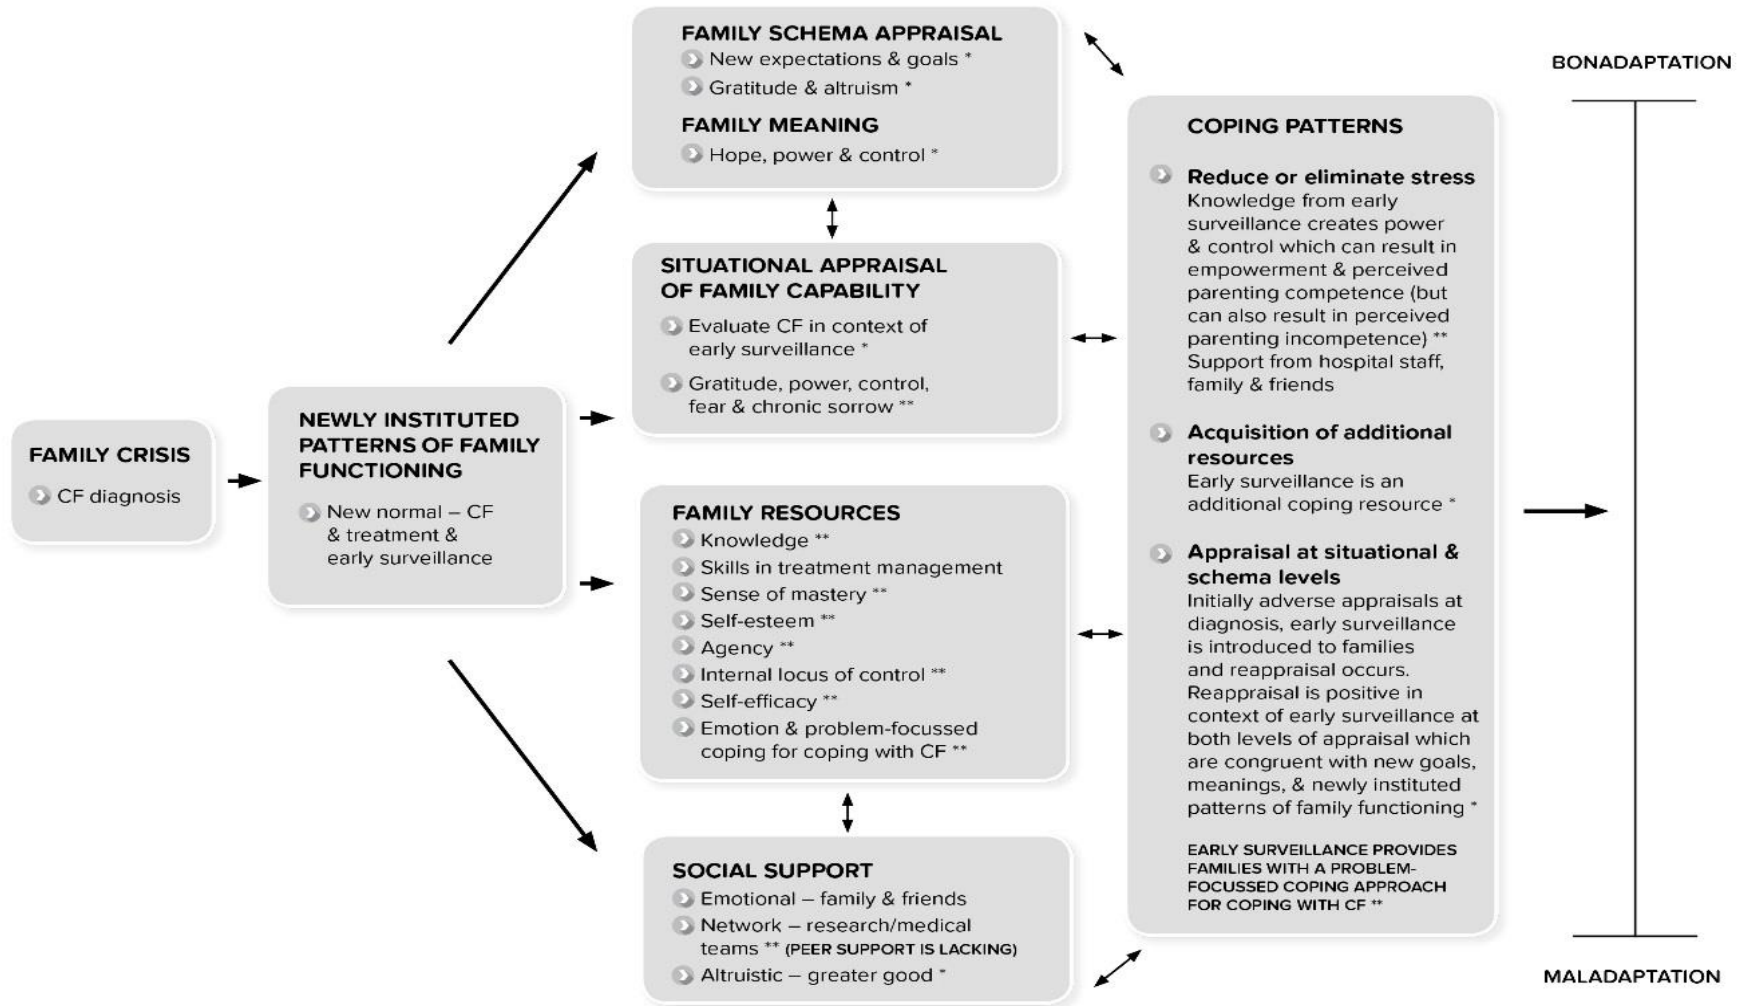 FAMILY CRISIS
CF diagnosis
NEWLY INSTITUTED
PATTERNS OF FAMILY
FUNCTIONING
New normal – CF
& treatment &
early surveillance
FAMILY SCHEMA APPRAISAL
New expectations & goals *
Gratitude & altruism *
FAMILY MEANING
Hope, power & control *
SITUATIONAL APPRAISAL
OF FAMILY CAPABILITY
Evaluate CF in context of
early surveillance *
Gratitude, power, control,
fear & chronic sorrow **
FAMILY RESOURCES
Knowledge **
Skills in treatment management
Sense of mastery **
Self-esteem **
Agency **
Internal locus of control **
Self-efficacy **
Emotion & problem-focussed
coping for coping with CF **
SOCIAL SUPPORT
Emotional – family & friends
Network – research/medical
teams ** (PEER SUPPORT IS LACKING)
Altruistic – greater good *
COPING PATTERNS
Reduce or eliminate stress
Knowledge from early
surveillance creates power
& control which can result in
empowerment & perceived
parenting competence (but
can also result in perceived
parenting incompetence) **
Support from hospital staff,
family & friends
Acquisition of additional
resources
Early surveillance is an
additional coping resource *
Appraisal at situational &
schema levels
Initially adverse appraisals at
diagnosis, early surveillance
is introduced to families
and reappraisal occurs.
Reappraisal is positive in
context of early surveillance at
both levels of appraisal which
are congruent with new goals,
meanings, & newly instituted
patterns of family functioning *
EARLY SURVEILLANCE PROVIDES
FAMILIES WITH A PROBLEM-
FOCUSSED COPING APPROACH
FOR COPING WITH CF **
BONADAPTATION
MALADAPTATION